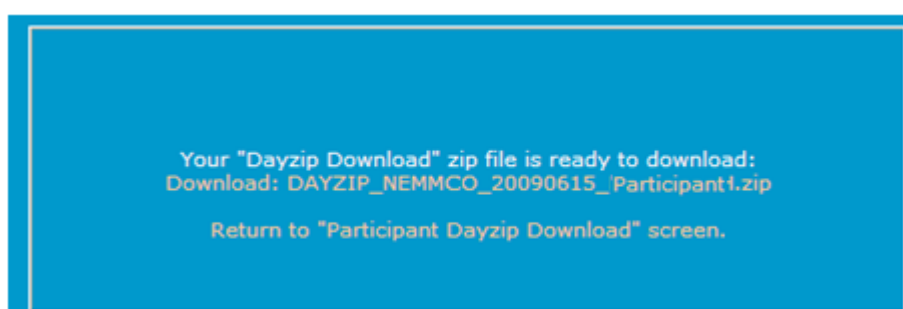 Your "Dayzip Download" zip file is ready to download:
Download: DAYZIP_NEMMCO_20090615_Participant1.zip
Return to "Participant Dayzip Download" screen.